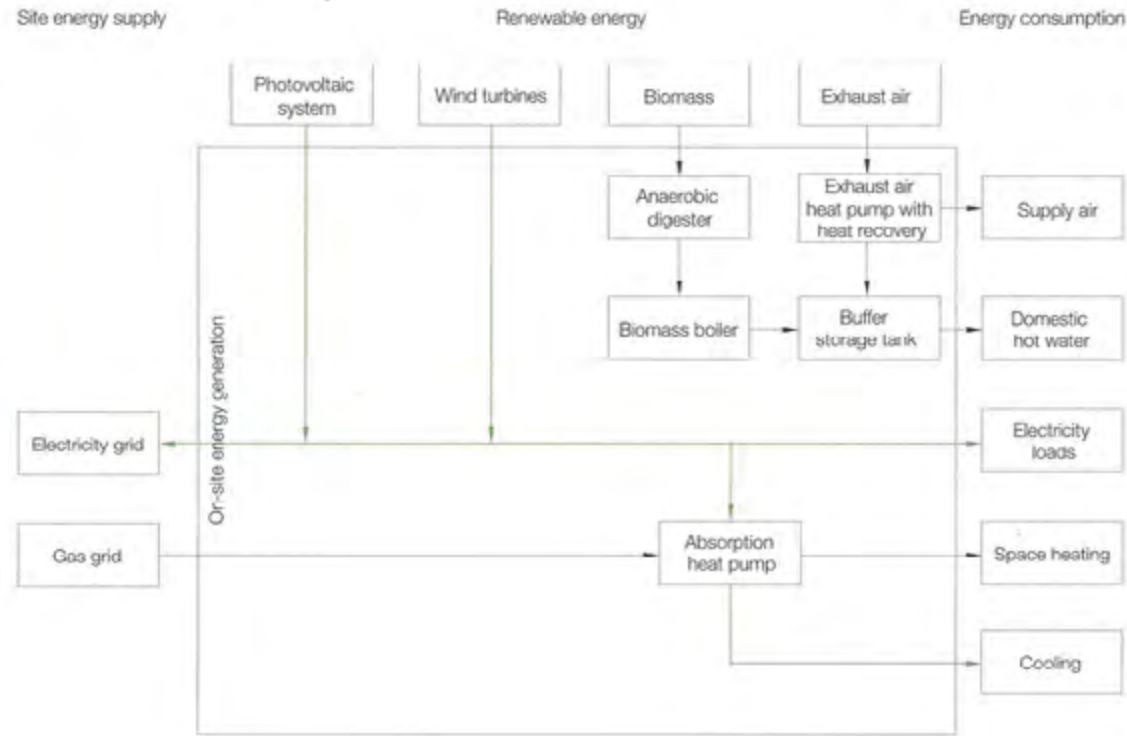 Site energy supply
Renewable energy
Energy consumption
Photovoltaic
system
Wind turbines
Biomass
Exhaust air
Anaerobic
digester
Exhaust air
heat pump with
heat recovery
Supply air
Biomass boiler
Buffer
storage tank
Domestic
hot water
On-site energy generation
Electricity grid
Electricity
loads
Gas grid
Absorption
heat pump
Space heating
Cooling